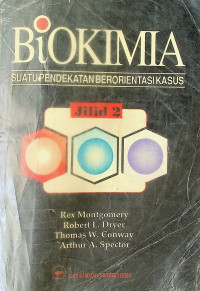 BiOKIMIA
SUATU PENDEKATAN BERORIENTASI KASUS
Jilid 2
Rex Montgomery
Robert L. Dryer
Thomas W. Conway
Arthur A. Spector